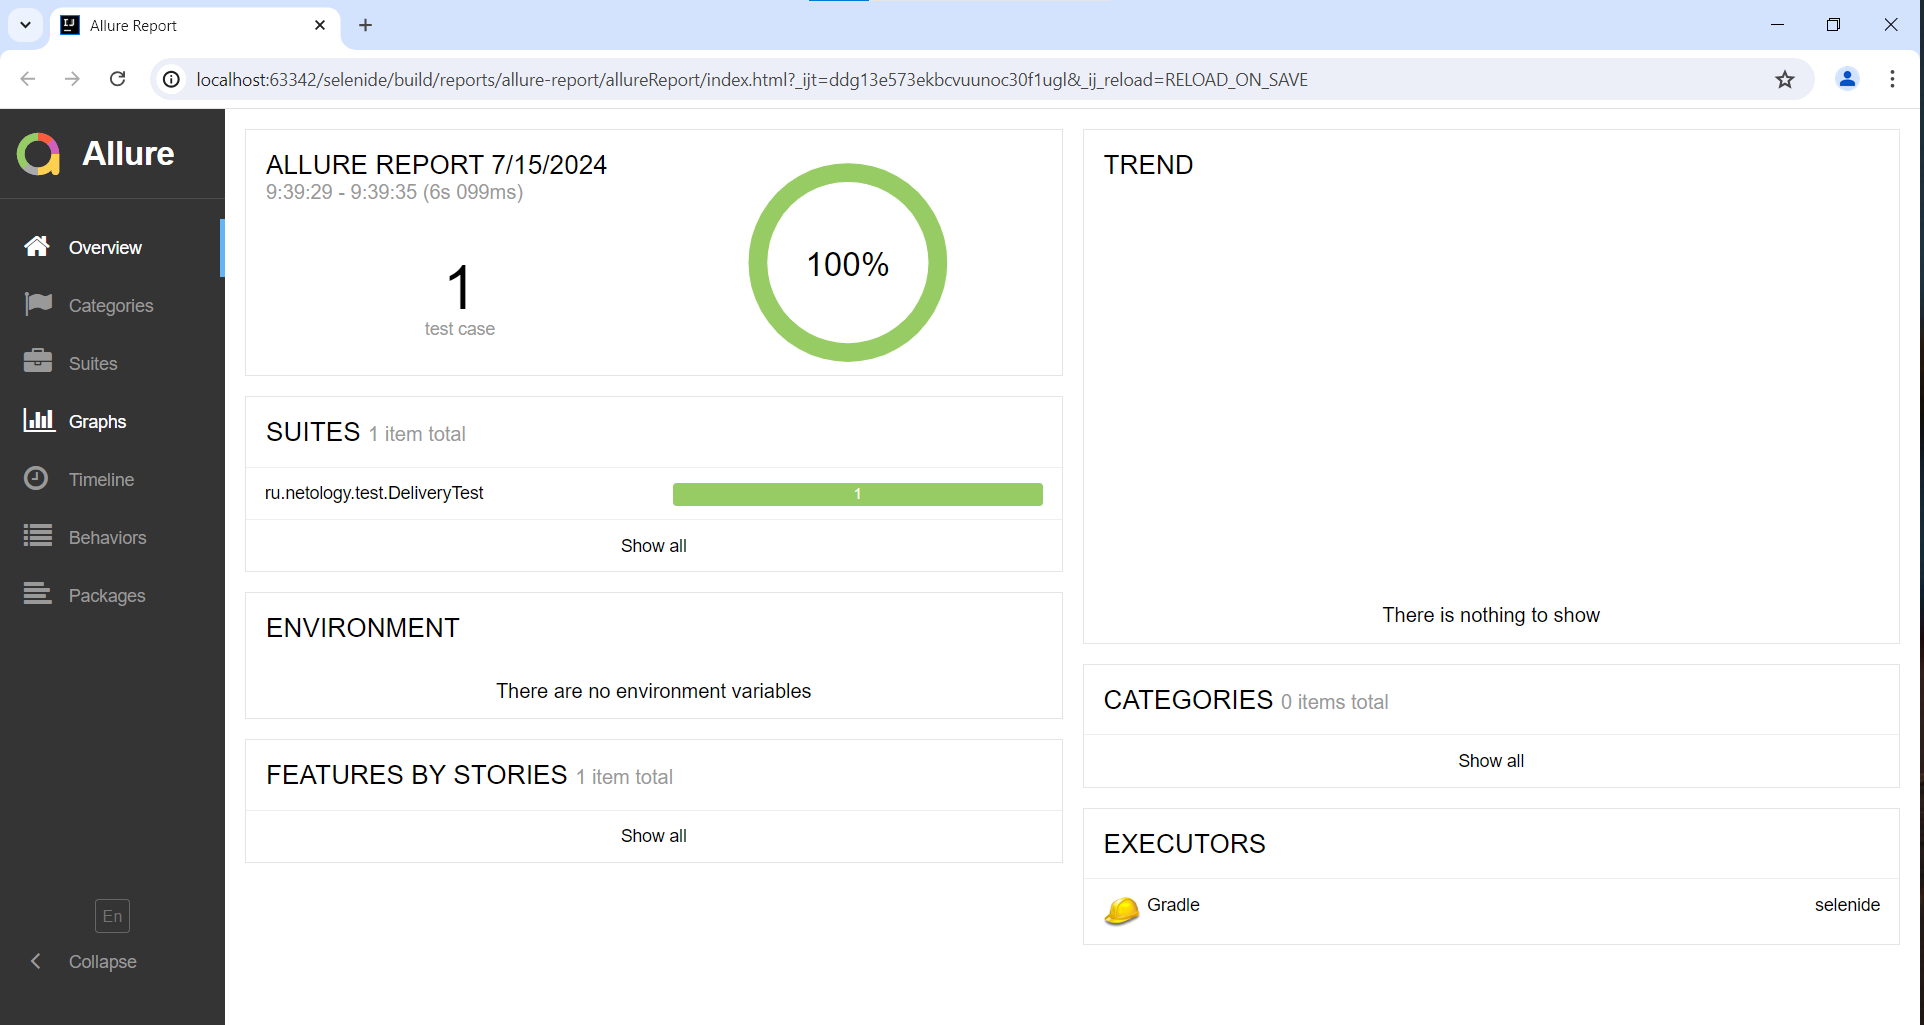 Allure Report
localhost:63342/selenide/build/reports/allure-report/allureReport/index.html?_ijt=ddg13e573ekbcvuunoc30f1ugl&_ij_reload=RELOAD_ON_SAVE
Allure
Overview
Categories
Suites
Graphs
Timeline
Behaviors
Packages
En
Collapse
ALLURE REPORT 7/15/2024
9:39:29 - 9:39:35 (6s 099ms)
1
test case
100%
SUITES 1 item total
ru.netology.test.DeliveryTest 1
Show all
ENVIRONMENT
There are no environment variables
FEATURES BY STORIES 1 item total
Show all
TREND
There is nothing to show
CATEGORIES 0 items total
Show all
EXECUTORS
Gradle selenide